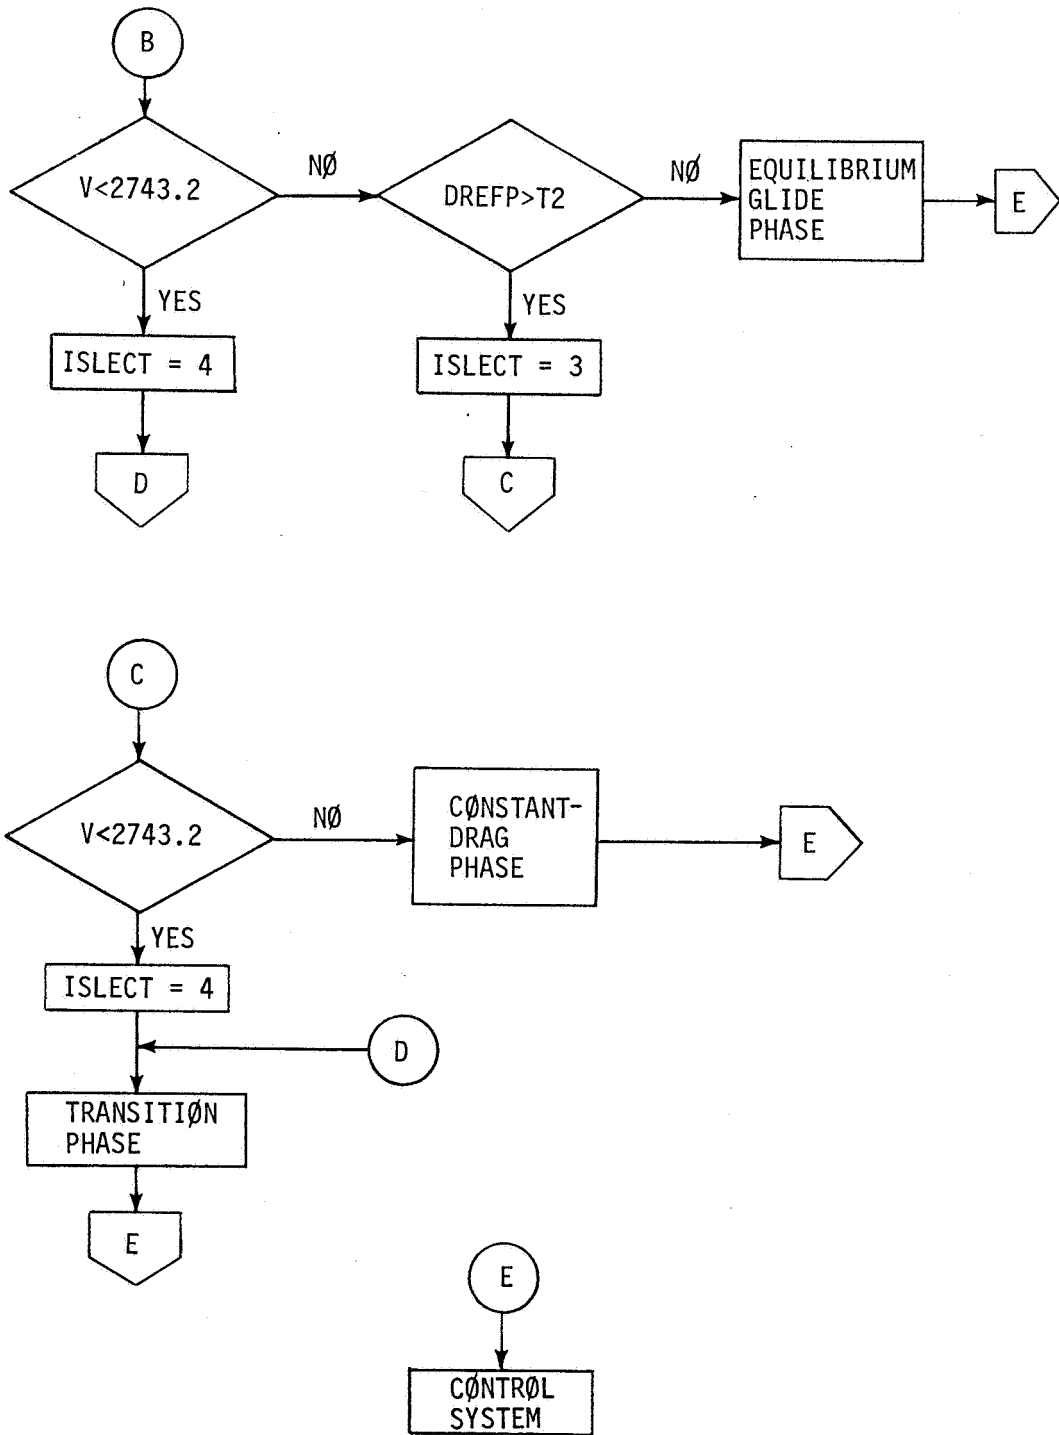 B
V<2743.2
NØ
DREFP>T2
NØ
EQUILIBRIUM
GLIDE
PHASE
E
YES
ISLECT = 4
D
YES
ISLECT = 3
C
C
V<2743.2
NØ
CØNSTANT-
DRAG
PHASE
E
YES
ISLECT = 4
D
TRANSITIØN
PHASE
E
E
CØNTRØL
SYSTEM